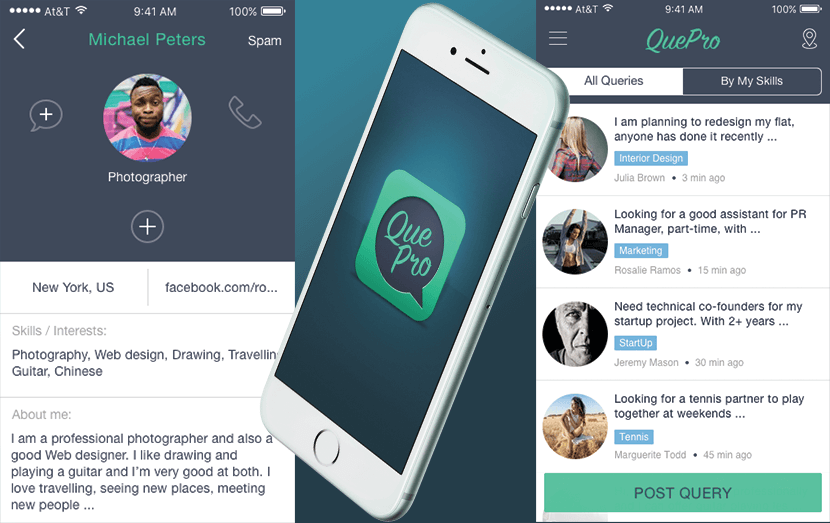 AT&T 9:41 AM 100%
Michael Peters Spam
Photographer
New York, US facebook.com/ro...
Skills / Interests:
Photography, Web design, Drawing, Travellin
Guitar, Chinese
About me:
I am a professional photographer and also a
good Web designer. I like drawing and
playing a guitar and I'm very good at both. I
love travelling, seeing new places, meeting
new people ...
Que
Pro
AT&T 9:41 AM 100%
QuePro
All Queries By My Skills
I am planning to redesign my flat,
anyone has done it recently ...
Interior Design
Julia Brown • 3 min ago
Looking for a good assistant for PR
Manager, part-time, with ...
Marketing
Rosalie Ramos • 15 min ago
Need technical co-founders for my
startup project. With 2+ years ...
StartUp
Jeremy Mason • 30 min ago
Looking for a tennis partner to play
together at weekends ...
Tennis
Marguerite Todd • 45 min ago
POST QUERY